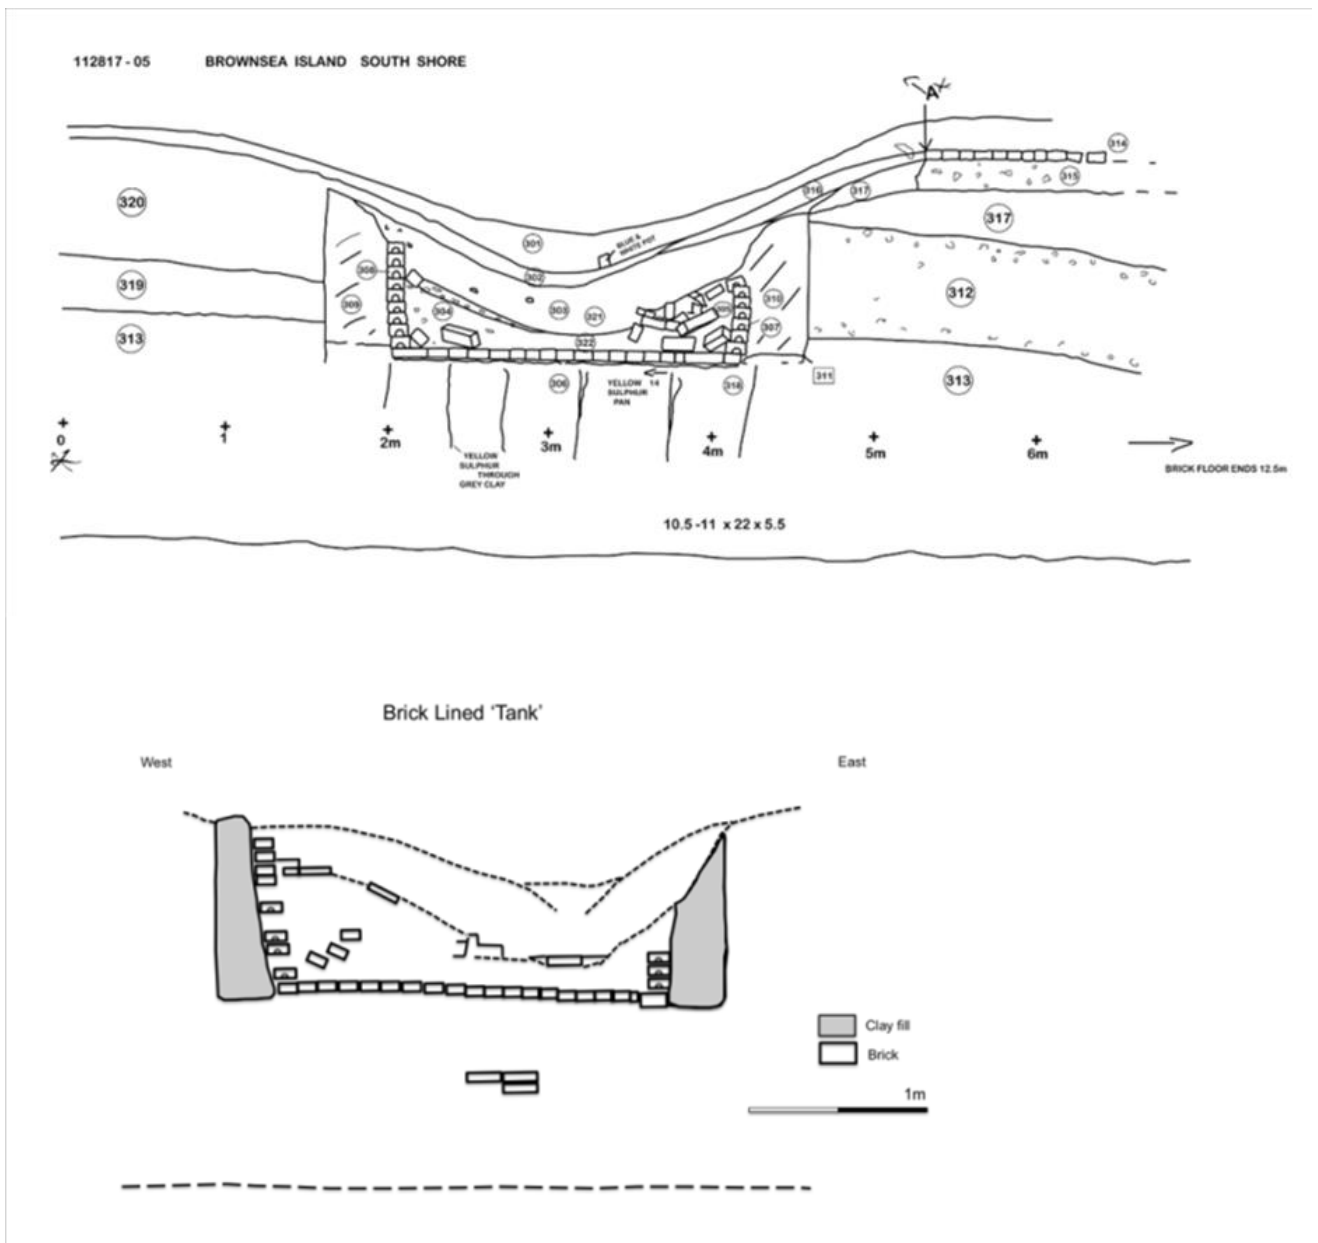 112817 - 05 BROWNSEA ISLAND SOUTH SHORE
A
314
315
320
316
317
317
301
BLUE &
WHITE POT
302
308
319
312
309
304
303
321
310
307
313
322
306
YELLOW 14
SULPHUR
PAN
318
311
313
0
1
2m
3m
4m
5m
6m
YELLOW
SULPHUR
THROUGH
GREY CLAY
BRICK FLOOR ENDS 12.5m
10.5 -11 x 22 x 5.5
Brick Lined ‘Tank’
West
East
Clay fill
Brick
1m